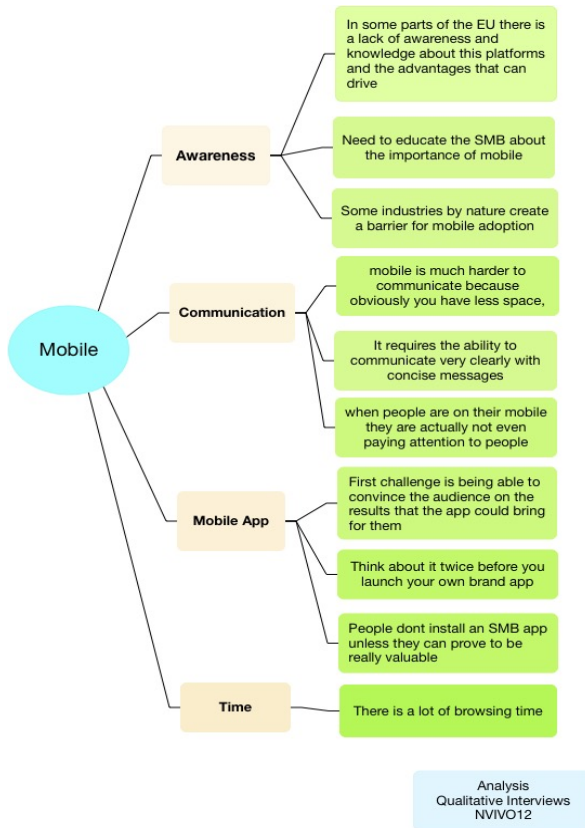 Mobile
Awareness
In some parts of the EU there is
a lack of awareness and
knowledge about this platforms
and the advantages that can
drive
Need to educate the SMB about
the importance of mobile
Some industries by nature create
a barrier for mobile adoption
Communication
mobile is much harder to
communicate because
obviously you have less space,
It requires the ability to
communicate very clearly with
concise messages
when people are on their mobile
they are actually not even
paying attention to people
Mobile App
First challenge is being able to
convince the audience on the
results that the app could bring
for them
Think about it twice before you
launch your own brand app
People dont install an SMB app
unless they can prove to be
really valuable
Time
There is a lot of browsing time
Analysis
Qualitative Interviews
NVIVO12